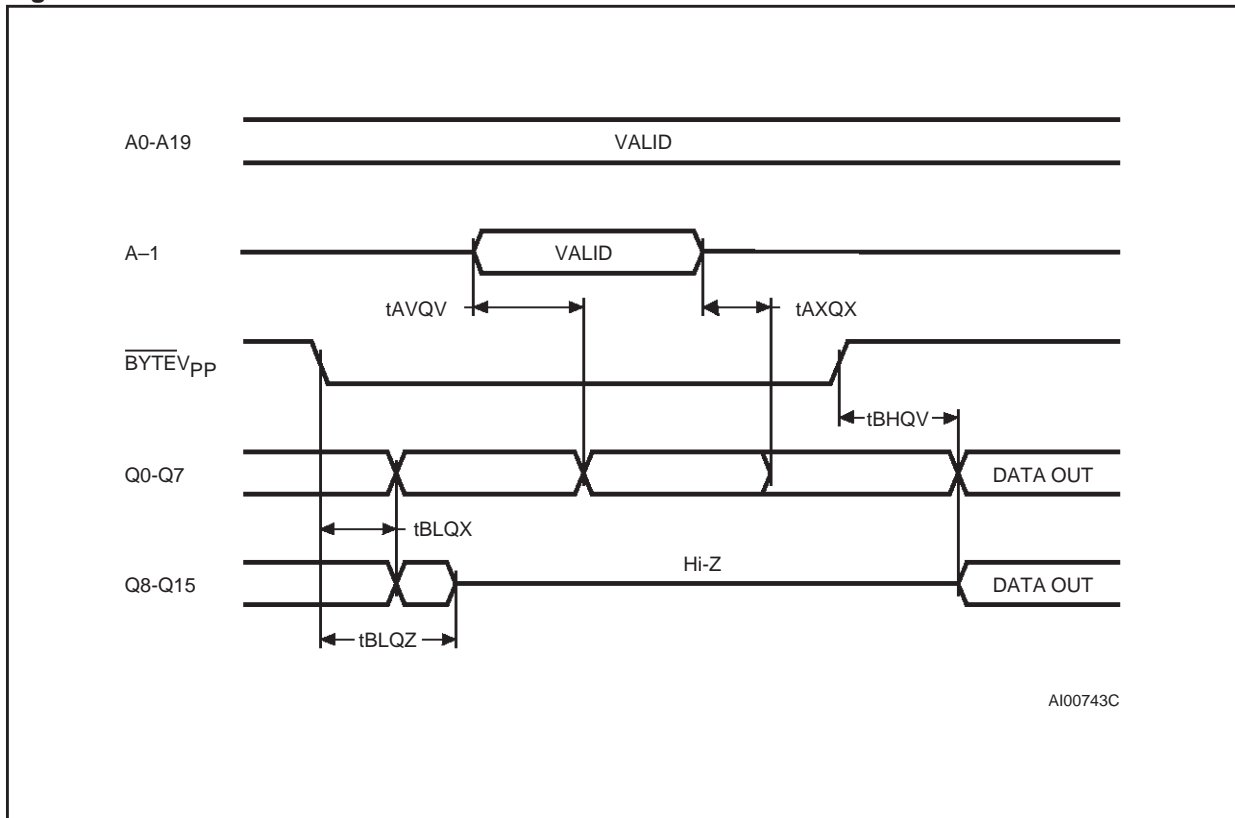 A0-A19
VALID
A–1
VALID
tAVQV
tAXQX
BYTEVPP
tBHQV
Q0-Q7
DATA OUT
tBLQX
Hi-Z
Q8-Q15
DATA OUT
tBLQZ
AI00743C